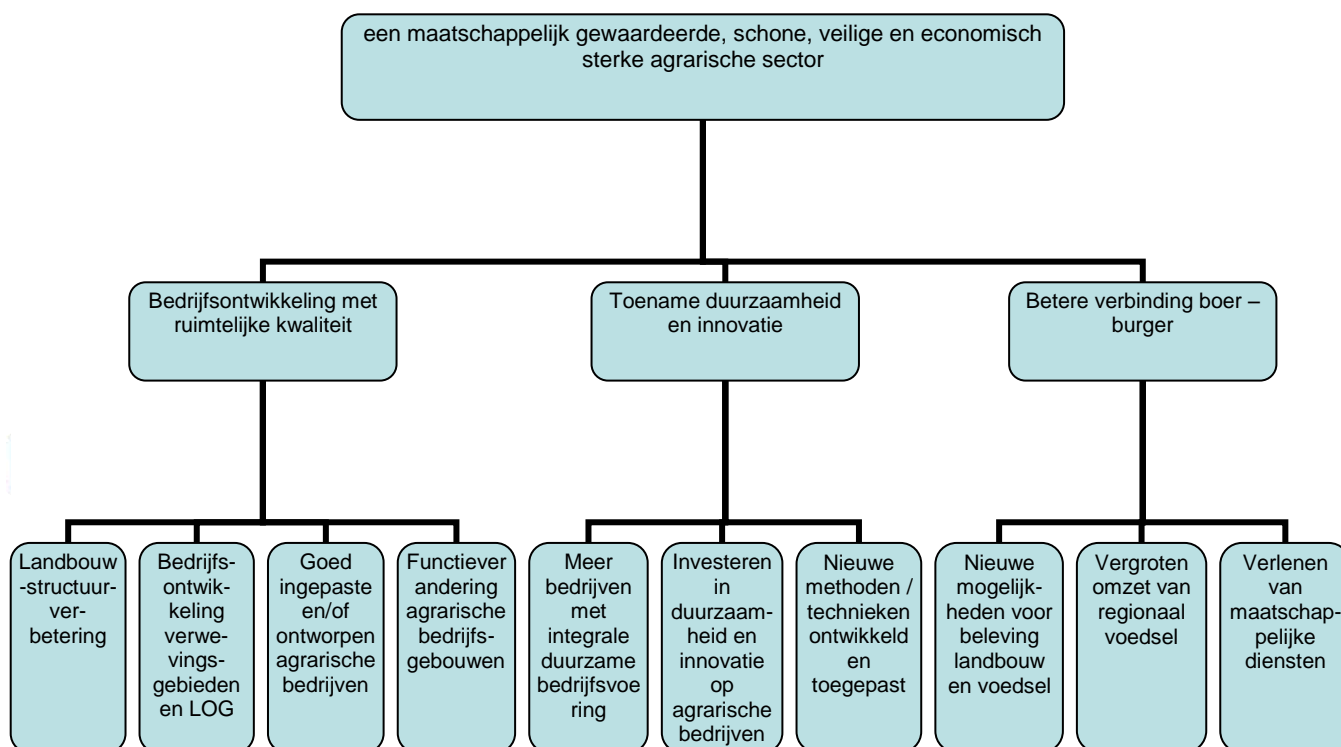 een maatschappelijk gewaardeerde, schone, veilige en economisch
sterke agrarische sector
Bedrijfsontwikkeling met
ruimtelijke kwaliteit
Toename duurzaamheid
en innovatie
Betere verbinding boer –
burger
Landbouw
-structuur-
ver-
betering
Bedrijfs-
ontwik-
keling
verwe-
vings-
gebieden
en LOG
Goed
ingepaste
en/of
ontworpen
agrarische
bedrijven
Functiever
andering
agrarische
bedrijfs-
gebouwen
Meer
bedrijven
met
integrale
duurzame
bedrijfsvoe
ring
Investeren
in
duurzaam-
heid en
innovatie
op
agrarische
bedrijven
Nieuwe
methoden /
technieken
ontwikkeld
en
toegepast
Nieuwe
mogelijk-
heden voor
beleving
landbouw
en voedsel
Vergroten
omzet van
regionaal
voedsel
Verlenen
van
maatschap-
pelijke
diensten